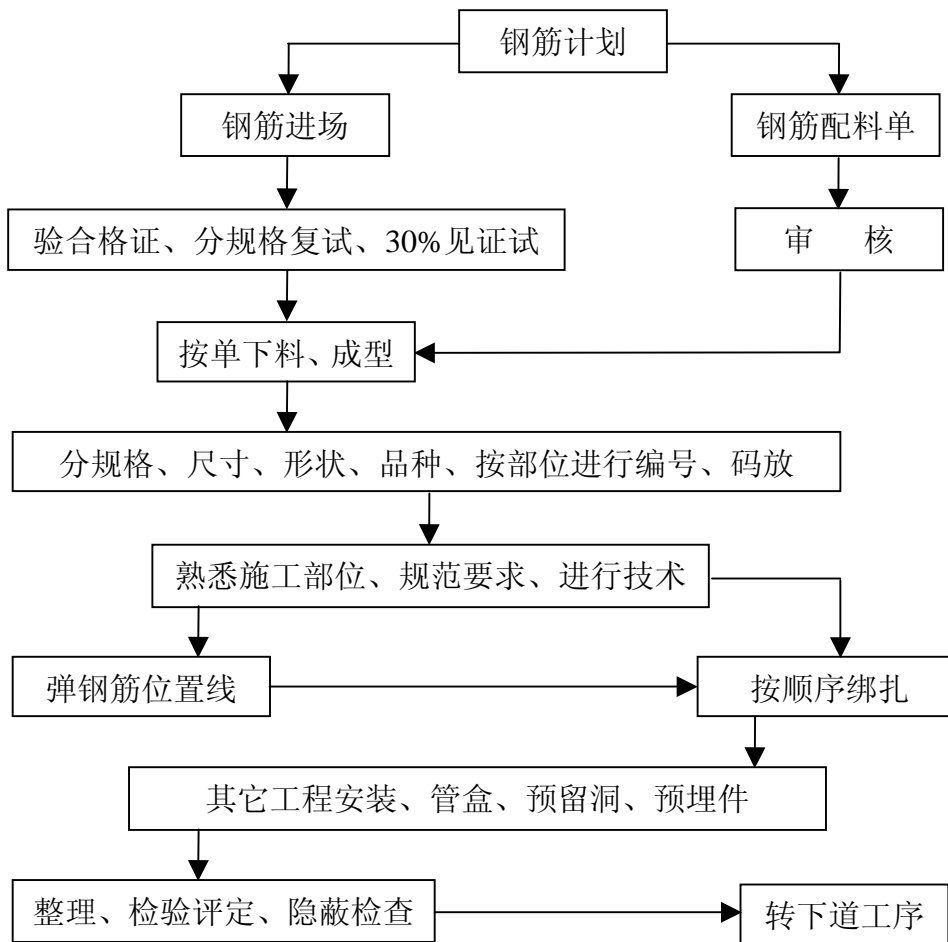 钢筋计划
钢筋进场
钢筋配料单
验合格证、分规格复试、30%见证试
审 核
按单下料、成型
分规格、尺寸、形状、品种、按部位进行编号、码放
熟悉施工部位、规范要求、进行技术
弹钢筋位置线
按顺序绑扎
其它工程安装、管盒、预留洞、预埋件
整理、检验评定、隐蔽检查
转下道工序